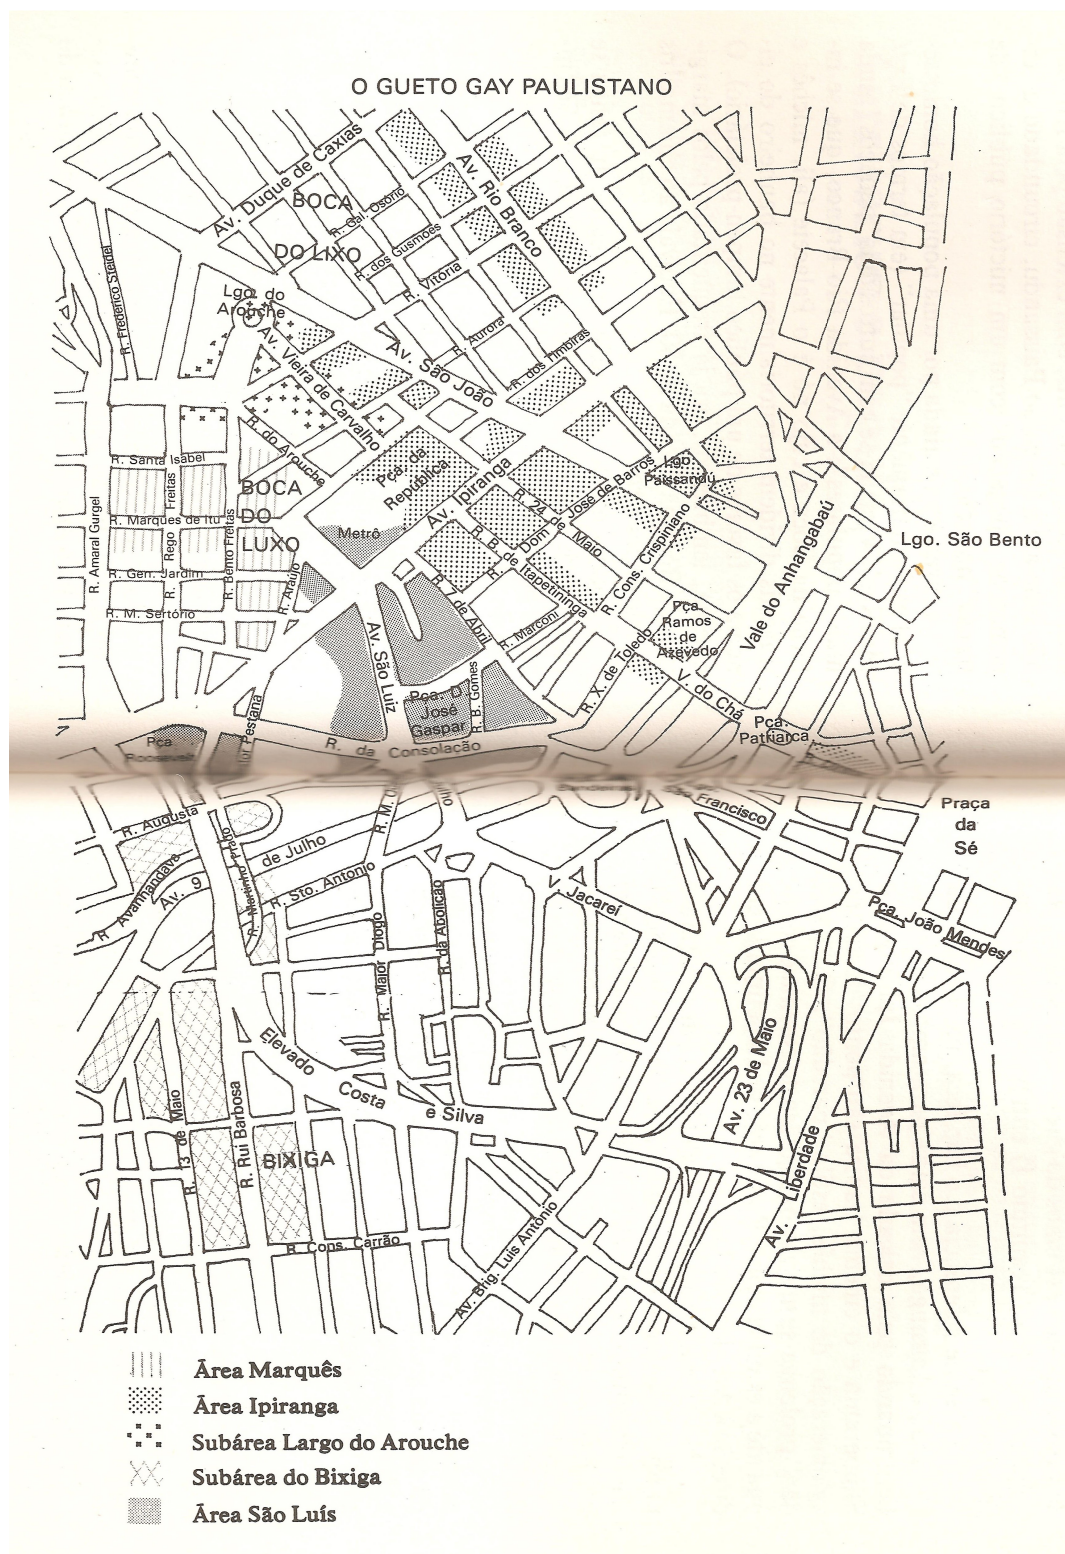 O GUETO GAY PAULISTANO
Av. Duque de Caxias
Av. Rio Branco
BOCA
R. Gal. Osório
DO LIXO
R. dos Gusmões
R. Vitória
R. Frederico Steidel
Lgo. do
Arouche
Av. Vieira de Carvalho
Av. São João
R. Aurora
R. dos Timbiras
R. do Arouche
R. Santa Isabel
Pça. da
República
Av. Ipiranga
Lgo.
Paissandú
BOCA
DO
LUXO
R. Amaral Gurgel
R. Rego Freitas
R. Bento Freitas
R. Marques de Itu
R. Gen. Jardim
R. M. Sertório
R. Araújo
Metrô
R. 24 de Maio
R. Dom José de Barros
R. B. de Itapetininga
R. 7 de Abril
R. Marconi
R. Cons. Crispiniano
Vale do Anhangabaú
Lgo. São Bento
Pça
Ramos
de
Azevedo
R. X. de Toledo
V. do Chá
Pça.
Patriarca
Av. São Luiz
Pça. D.
José
Gaspar
R. B. Gomes
Pestana
R. da Consolação
Pça
Roosevelt
Francisco
Praça
da
Sé
R. Augusta
R. Avanhandava
Av. 9 de Julho
R. Martinho Prado
R. Sto. Antonio
R. Major Diogo
R. da Abolição
V. Jacareí
Pça. João Mendes
Elevado Costa e Silva
Av. 23 de Maio
R. 13 de Maio
R. Rui Barbosa
BIXIGA
R. Cons. Carrão
Av. Brig. Luis Antônio
Av. Liberdade
Área Marquês
Área Ipiranga
Subárea Largo do Arouche
Subárea do Bixiga
Área São Luís